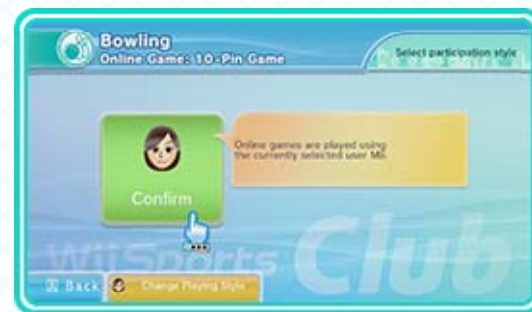 Bowling
Online Game: 10-Pin Game
Select participation style
Online games are played using
the currently selected user Mii.
Confirm
Wii Sports Club
Back
Change Playing Style